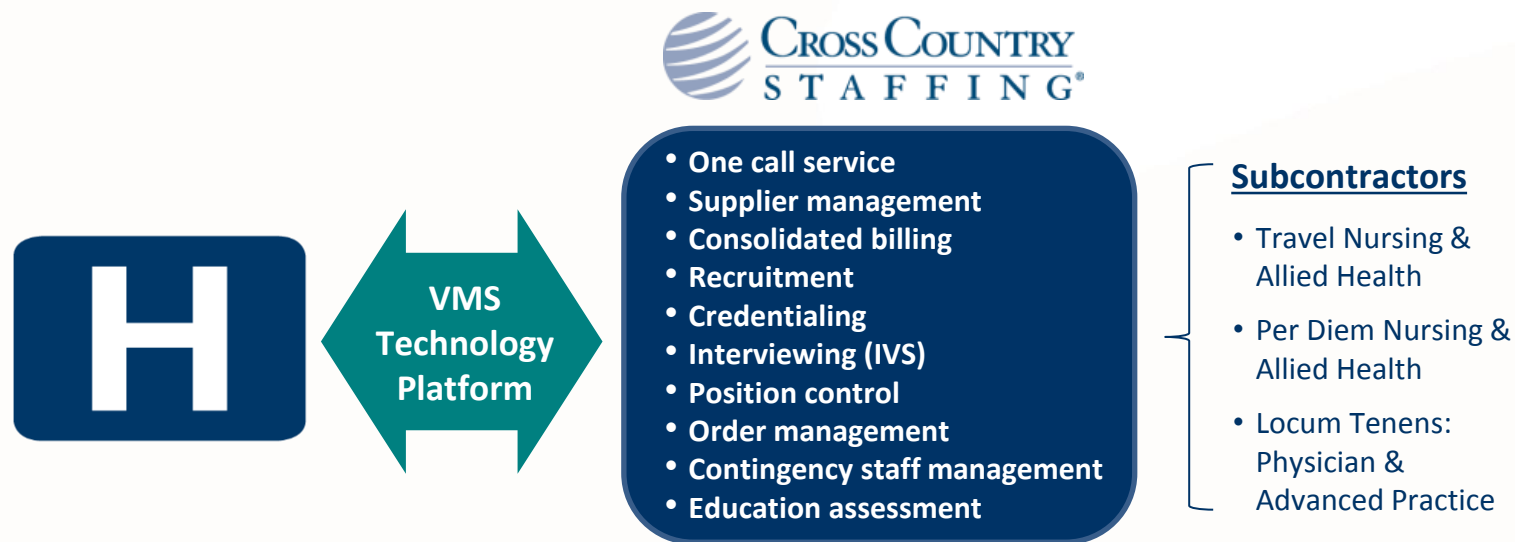 CROSS COUNTRY
STAFFING®
H
VMS
Technology
Platform
• One call service
• Supplier management
• Consolidated billing
• Recruitment
• Credentialing
• Interviewing (IVS)
• Position control
• Order management
• Contingency staff management
• Education assessment
Subcontractors
• Travel Nursing &
Allied Health
• Per Diem Nursing &
Allied Health
• Locum Tenens:
Physician &
Advanced Practice